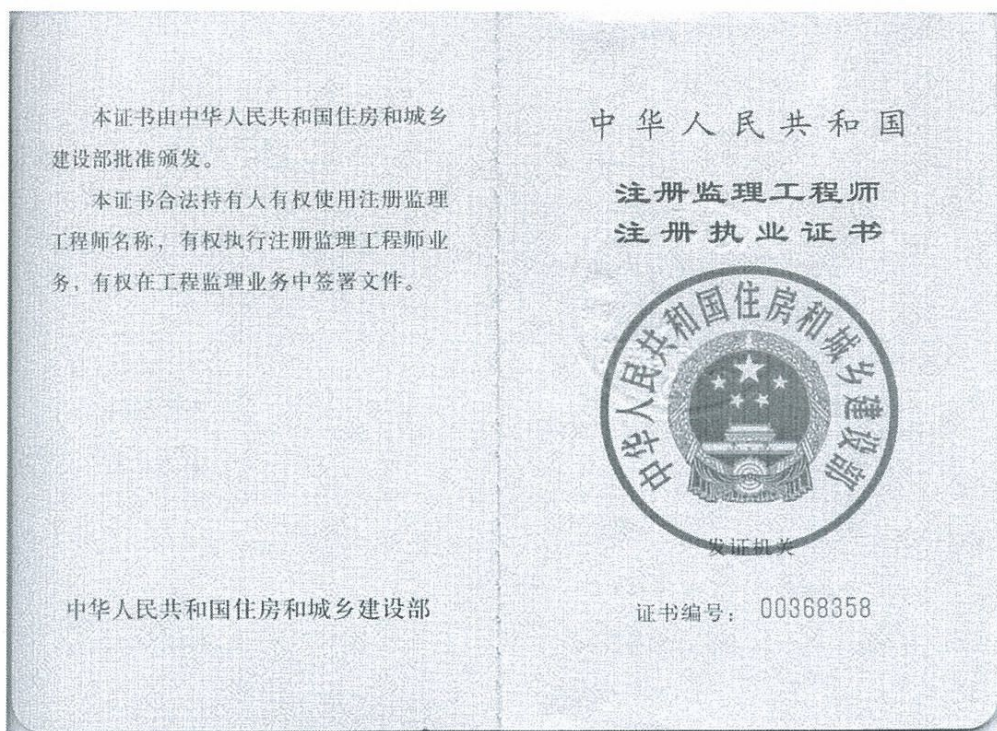 本证书由中华人民共和国住房和城乡
建设部批准颁发。
本证书合法持有人有权使用注册监理
工程师名称，有权执行注册监理工程师业
务，有权在工程监理业务中签署文件。
中华人民共和国住房和城乡建设部
中华人民共和国
注册监理工程师
注册执业证书
中华人民共和国住房和城乡建设部
发证机关
证书编号：00368358